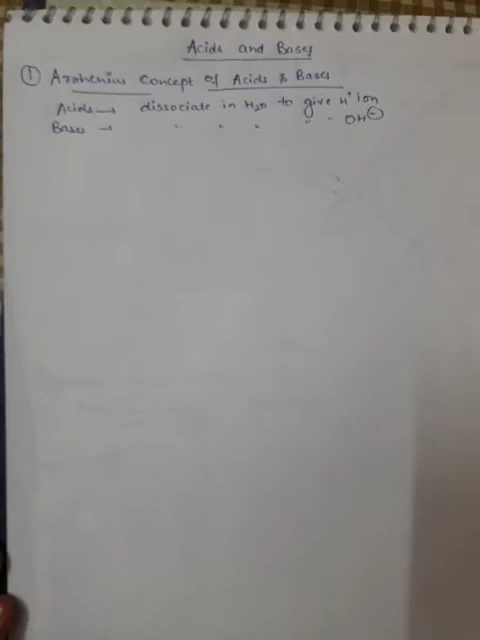 Acids and Bases
① Arrhenius Concept of Acids & Bases
Acids → dissociate in H₂O to give H⁺ ion
Bases → " " " " " OH⊖